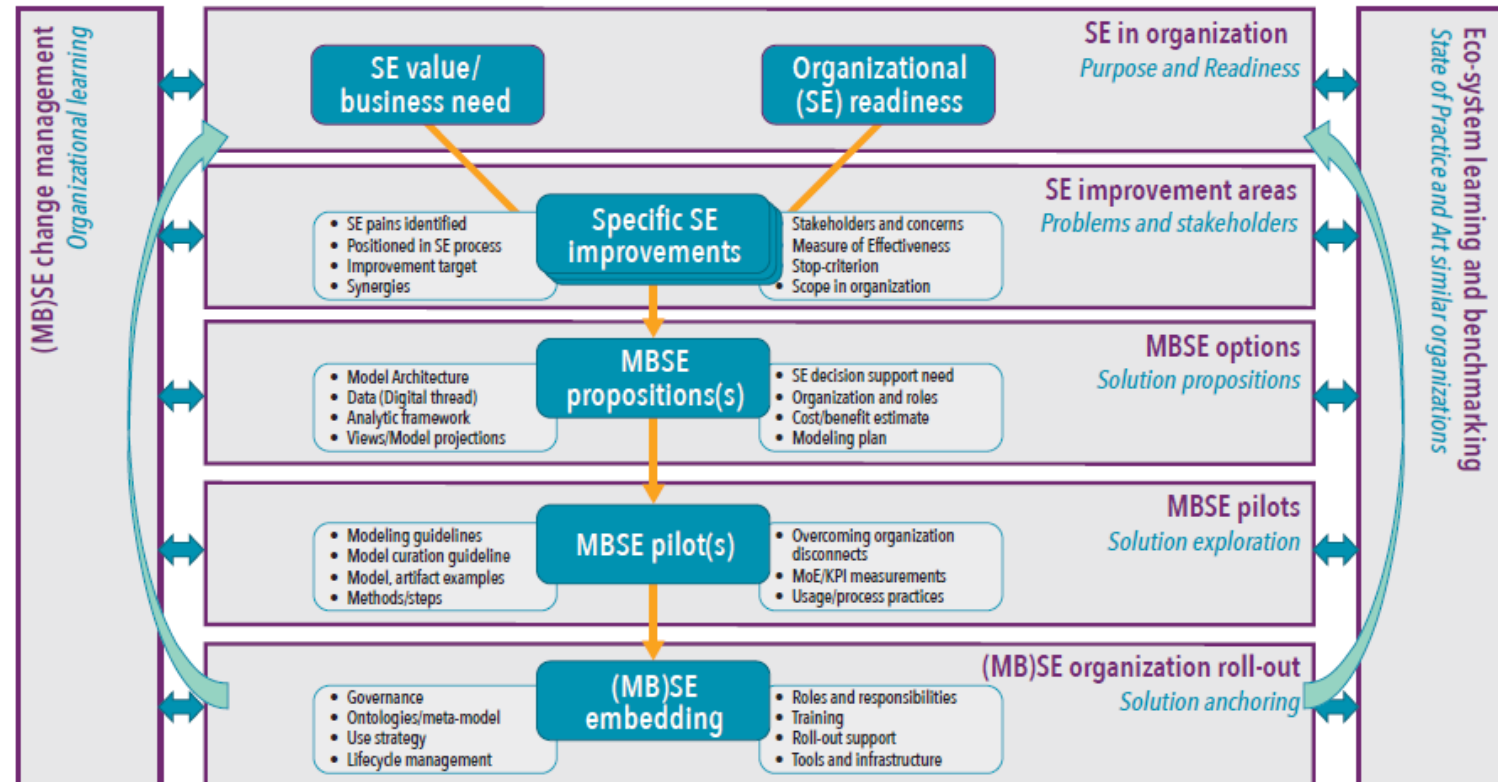 (MB)SE change management
Organizational learning
SE in organization
Purpose and Readiness
SE value/
business need
Organizational
(SE) readiness
SE improvement areas
Problems and stakeholders
• SE pains identified
• Positioned in SE process
• Improvement target
• Synergies
Specific SE
improvements
Stakeholders and concerns
Measure of Effectiveness
Stop-criterion
• Scope in organization
MBSE options
Solution propositions
• Model Architecture
• Data (Digital thread)
• Analytic framework
• Views/Model projections
MBSE
propositions(s)
• SE decision support need
• Organization and roles
• Cost/benefit estimate
• Modeling plan
MBSE pilots
Solution exploration
• Modeling guidelines
• Model curation guideline
• Model, artifact examples
• Methods/steps
MBSE pilot(s)
• Overcoming organization
disconnects
• MoE/KPI measurements
• Usage/process practices
(MB)SE organization roll-out
Solution anchoring
• Governance
• Ontologies/meta-model
• Use strategy
• Lifecycle management
(MB)SE
embedding
• Roles and responsibilities
• Training
• Roll-out support
• Tools and infrastructure
Eco-system learning and benchmarking
State of Practice and Art similar organizations